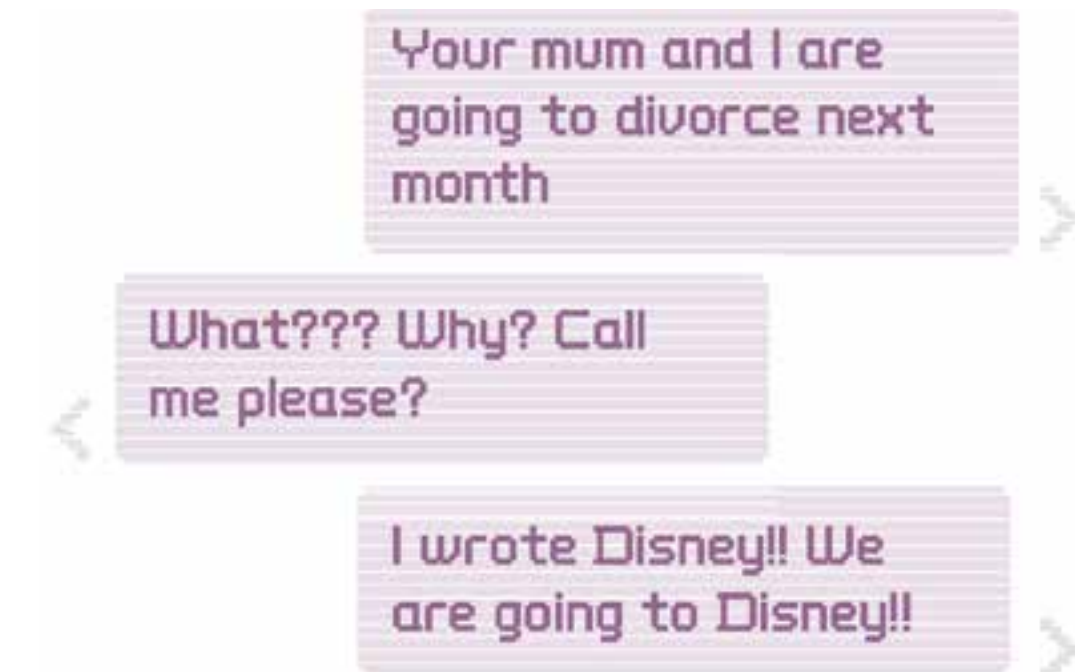 Your mum and I are
going to divorce next
month
What??? Why? Call
me please?
I wrote Disney!! We
are going to Disney!!